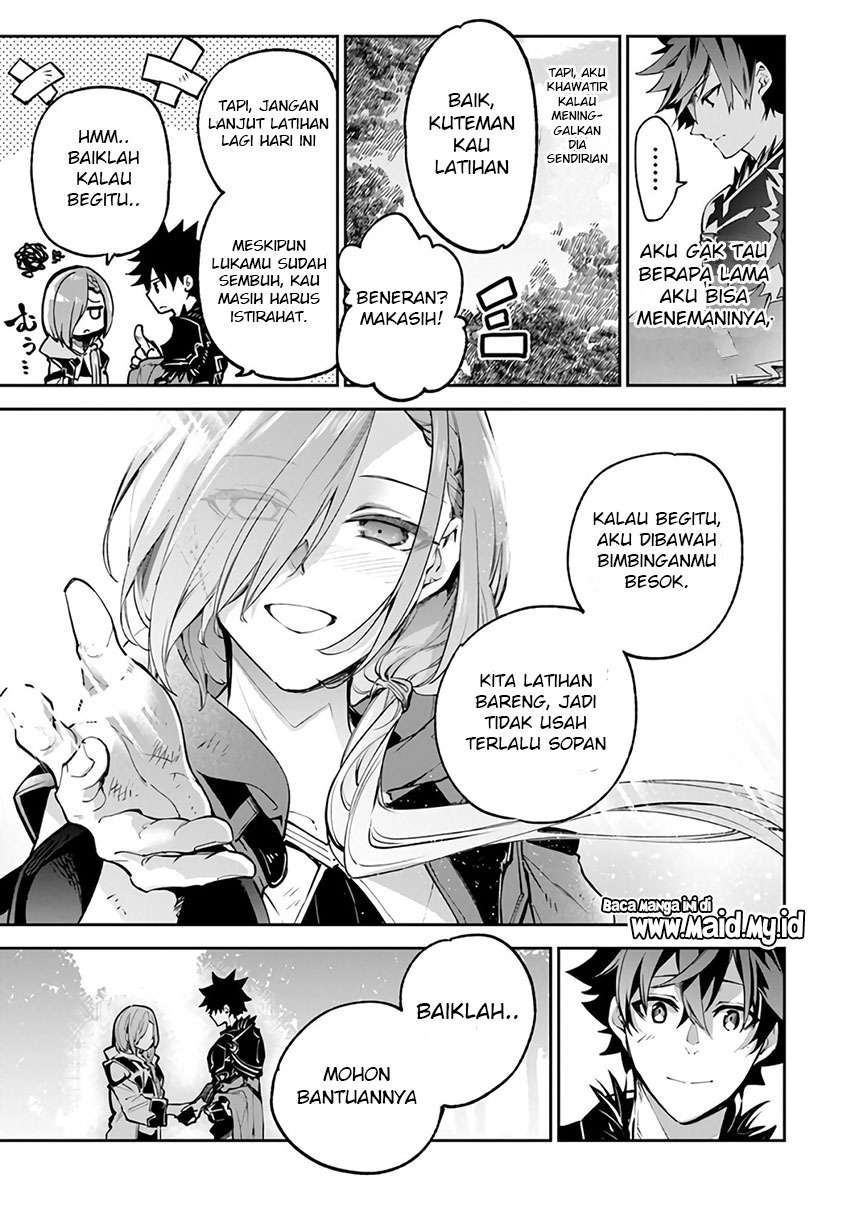 ......
AKU GAK TAU
BERAPA LAMA
AKU BISA
MENEMANINYA,
TAPI, AKU
KHAWATIR
KALAU
MENING-
GALKAN
DIA
SENDIRIAN
BAIK,
KUTEMAN
KAU
LATIHAN
BENERAN?
MAKASIH!
TAPI, JANGAN
LANJUT LATIHAN
LAGI HARI INI
MESKIPUN
LUKAMU SUDAH
SEMBUH, KAU
MASIH HARUS
ISTIRAHAT.
HMM..
BAIKLAH
KALAU
BEGITU..
むぅ…
KALAU BEGITU,
AKU DIBAWAH
BIMBINGANMU
BESOK.
KITA LATIHAN
BARENG, JADI
TIDAK USAH
TERLALU SOPAN
Baca Manga ini di
www.Maid.My.id
BAIKLAH..
MOHON
BANTUANNYA